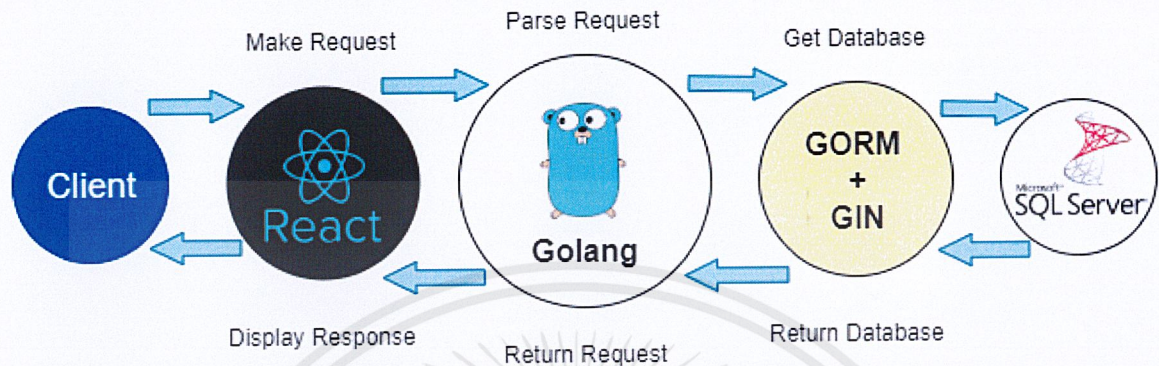 Make Request
Parse Request
Get Database
Client
React
Golang
GORM
+
GIN
Microsoft
SQL Server
Display Response
Return Request
Return Database